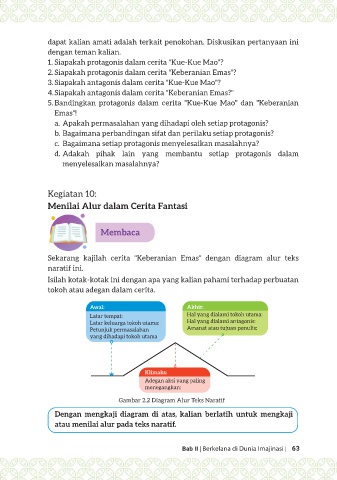 dapat kalian amati adalah terkait penokohan. Diskusikan pertanyaan ini
dengan teman kalian.
1. Siapakah protagonis dalam cerita "Kue-Kue Mao"?
2. Siapakah protagonis dalam cerita "Keberanian Emas"?
3. Siapakah antagonis dalam cerita "Kue-Kue Mao"?
4. Siapakah antagonis dalam cerita "Keberanian Emas?"
5. Bandingkan protagonis dalam cerita "Kue-Kue Mao" dan "Keberanian
Emas"!
a. Apakah permasalahan yang dihadapi oleh setiap protagonis?
b. Bagaimana perbandingan sifat dan perilaku setiap protagonis?
c. Bagaimana setiap protagonis menyelesaikan masalahnya?
d. Adakah pihak lain yang membantu setiap protagonis dalam
menyelesaikan masalahnya?
Kegiatan 10:
Menilai Alur dalam Cerita Fantasi
Membaca
Sekarang kajilah cerita "Keberanian Emas" dengan diagram alur teks
naratif ini.
Isilah kotak-kotak ini dengan apa yang kalian pahami terhadap perbuatan
tokoh atau adegan dalam cerita.
Awal:
Latar tempat:
Latar keluarga tokoh utama:
Petunjuk permasalahan
yang dihadapi tokoh utama
Akhir:
Hal yang dialami tokoh utama:
Hal yang dialami antagonis:
Amanat atau tujuan penulis:
Klimaks:
Adegan aksi yang paling
menegangkan:
Gambar 2.2 Diagram Alur Teks Naratif
Dengan mengkaji diagram di atas, kalian berlatih untuk mengkaji
atau menilai alur pada teks naratif.
Bab II | Berkelana di Dunia Imajinasi | 63